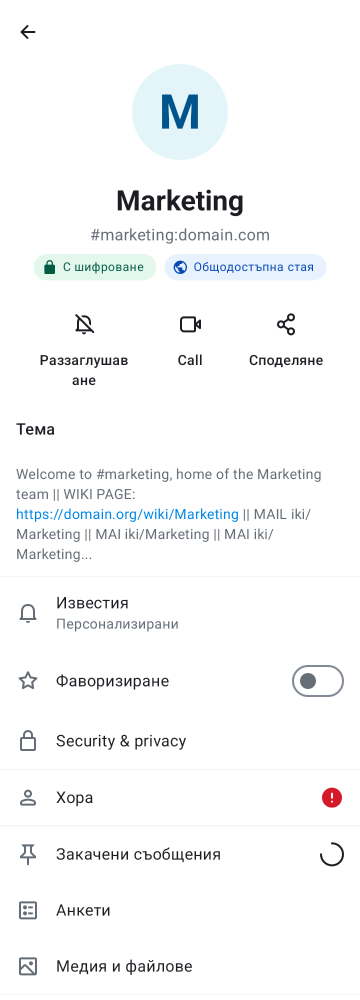 M
Marketing
#marketing:domain.com
С шифроване
Общодостъпна стая
Раззаглушав
ане
Call
Споделяне
Тема
Welcome to #marketing, home of the Marketing
team || WIKI PAGE:
https://domain.org/wiki/Marketing || MAIL iki/
Marketing || MAI iki/Marketing || MAI iki/
Marketing...
Известия
Персонализирани
Фаворизиране
Security & privacy
Хора
Закачени съобщения
Анкети
Медия и файлове